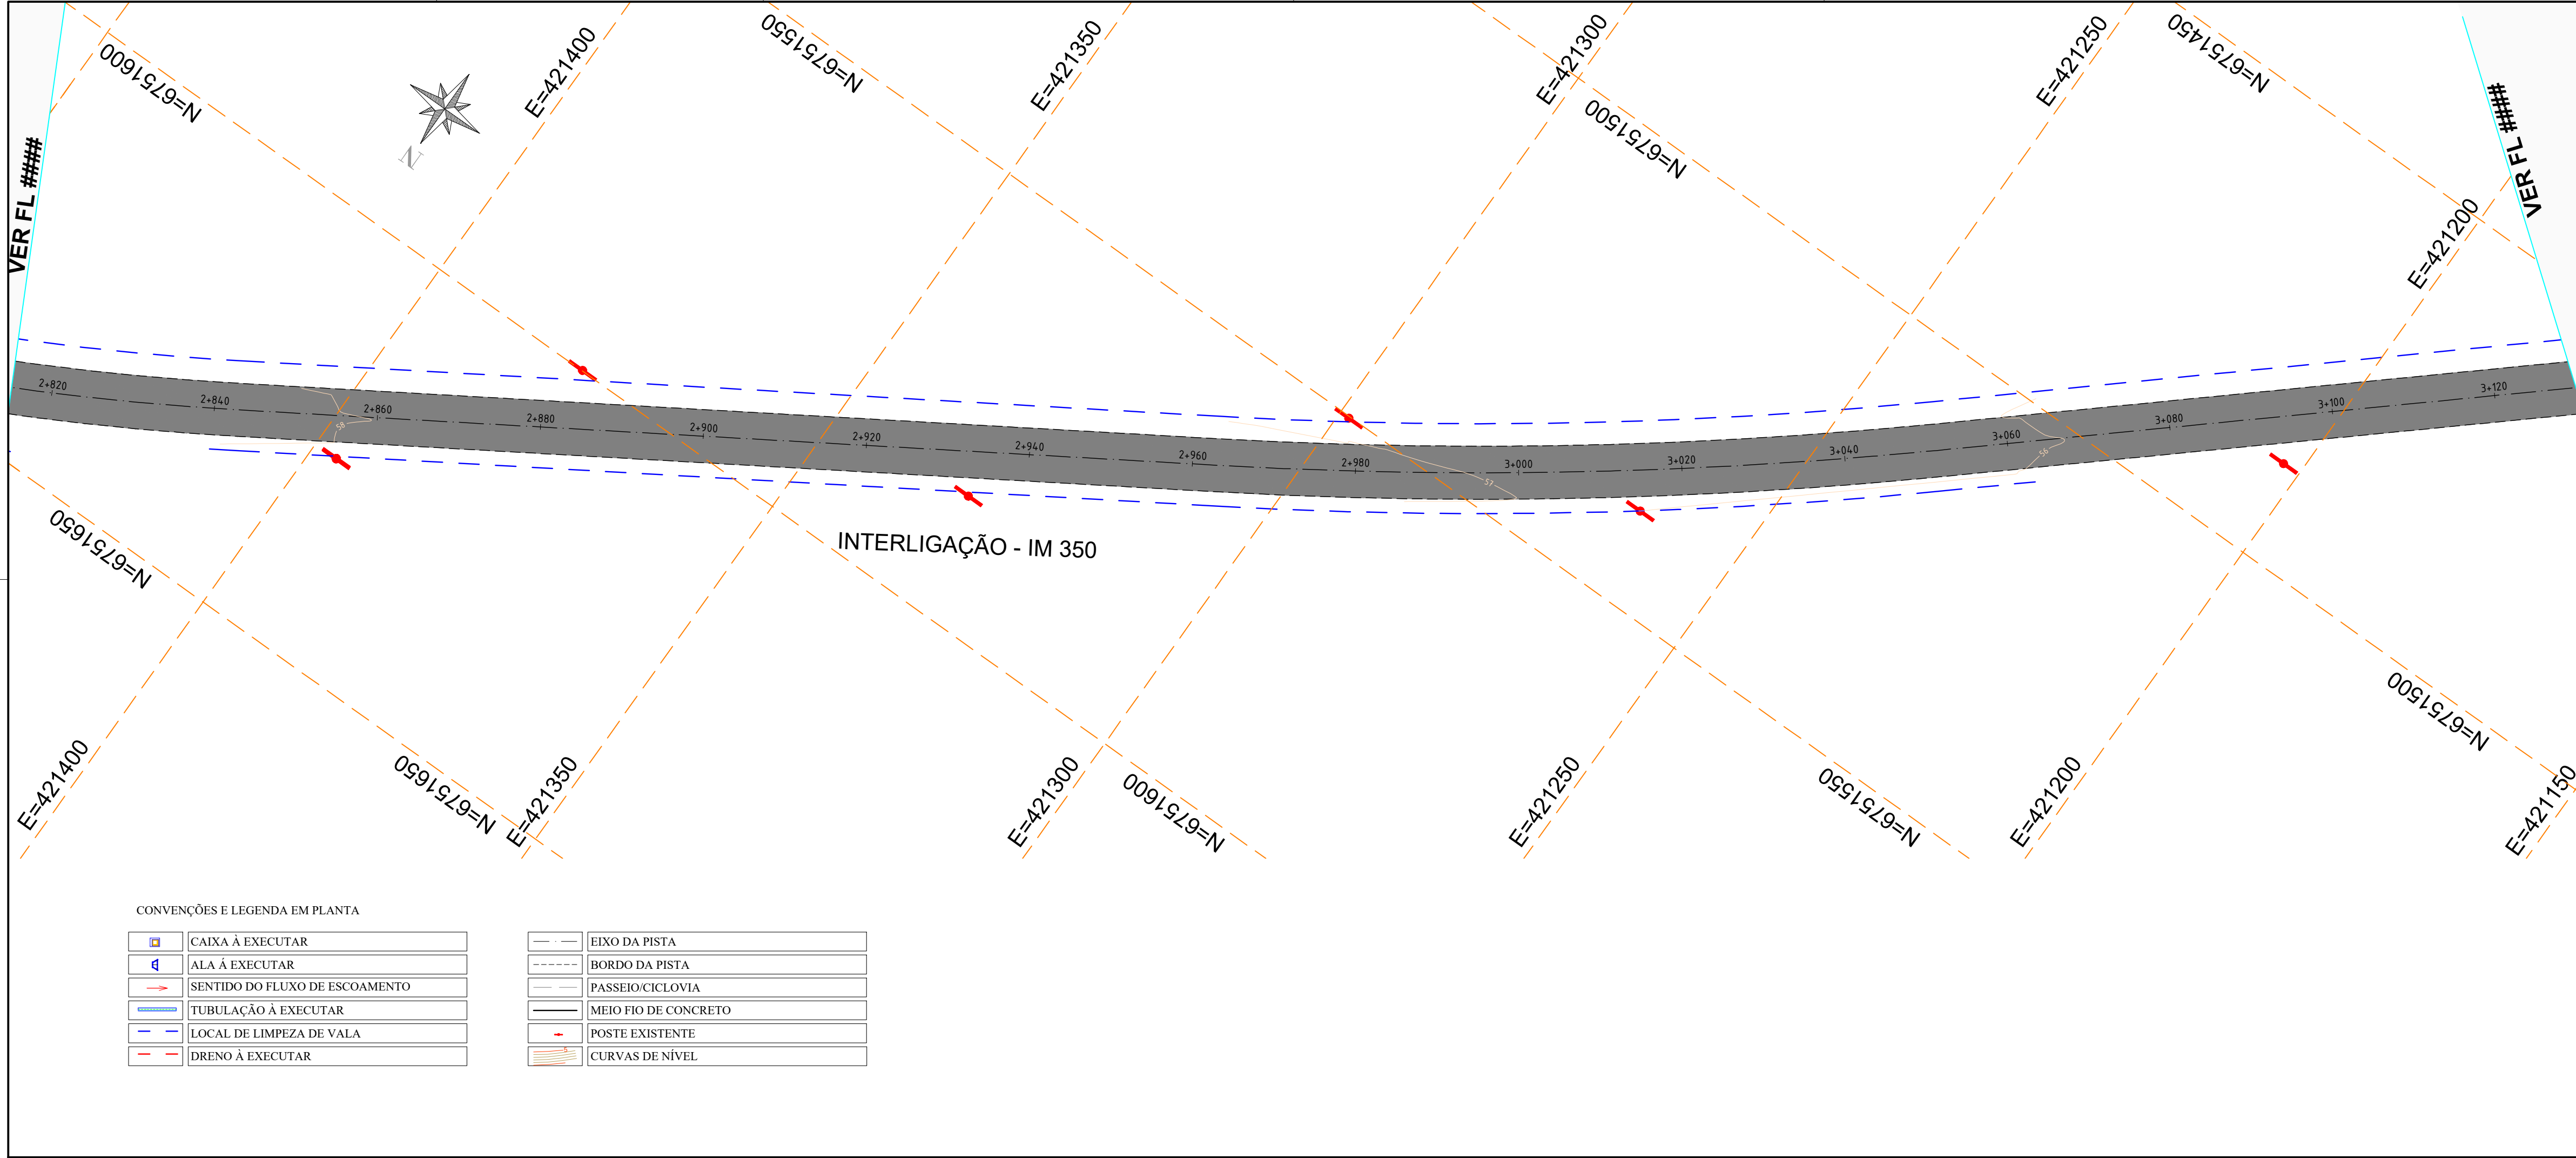 N=6751600
E=421400
N=6751550
E=421350
E=421300
N=6751500
E=421250
N=6751450
VER FL ####
VER FL ####
E=421200
N
2+820
2+840
2+860
2+880
2+900
2+920
2+940
2+960
2+980
3+000
3+020
3+040
3+060
3+080
3+100
3+120
58
57
56
INTERLIGAÇÃO - IM 350
N=6751650
E=421400
N=6751650
E=421350
E=421300
N=6751600
E=421250
N=6751550
E=421200
N=6751500
E=421150
CONVENÇÕES E LEGENDA EM PLANTA
CAIXA À EXECUTAR
ALA Á EXECUTAR
SENTIDO DO FLUXO DE ESCOAMENTO
TUBULAÇÃO À EXECUTAR
LOCAL DE LIMPEZA DE VALA
DRENO À EXECUTAR
EIXO DA PISTA
BORDO DA PISTA
PASSEIO/CICLOVIA
MEIO FIO DE CONCRETO
POSTE EXISTENTE
5
CURVAS DE NÍVEL